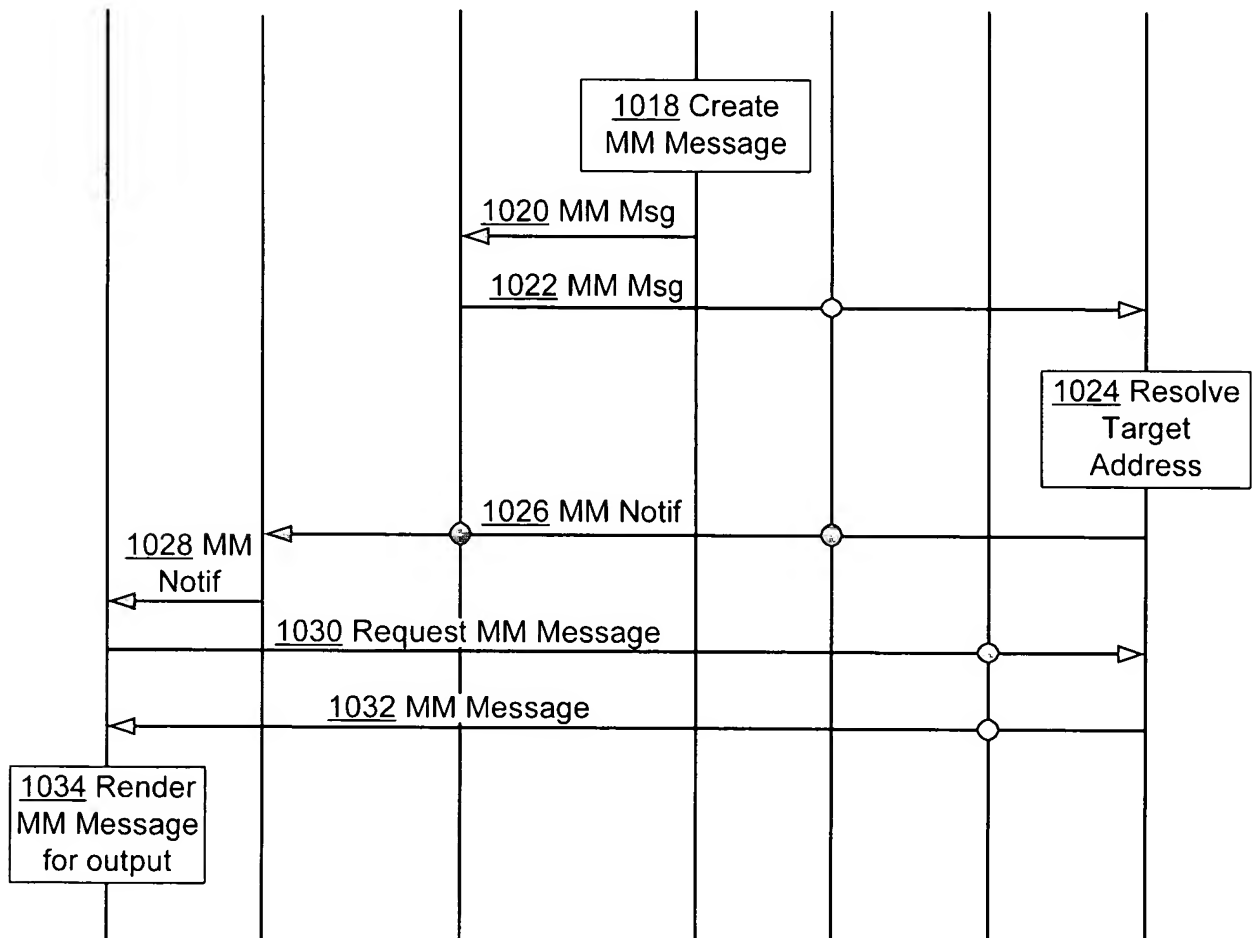 1018 Create
MM Message
1020 MM Msg
1022 MM Msg
1024 Resolve
Target
Address
1026 MM Notif
1028 MM
Notif
1030 Request MM Message
1032 MM Message
1034 Render
MM Message
for output